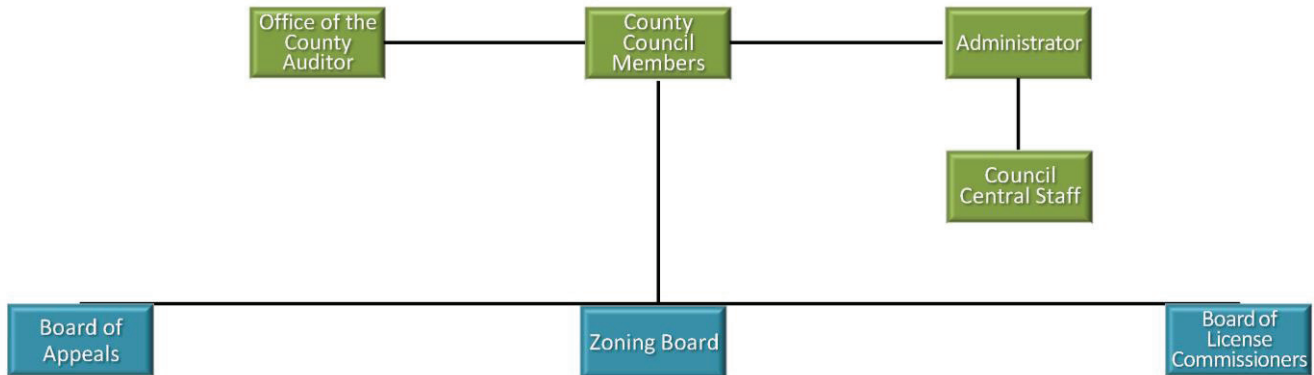 Office of the
County
Auditor
County
Council
Members
Administrator
Council
Central Staff
Board of
Appeals
Zoning Board
Board of
License
Commissioners